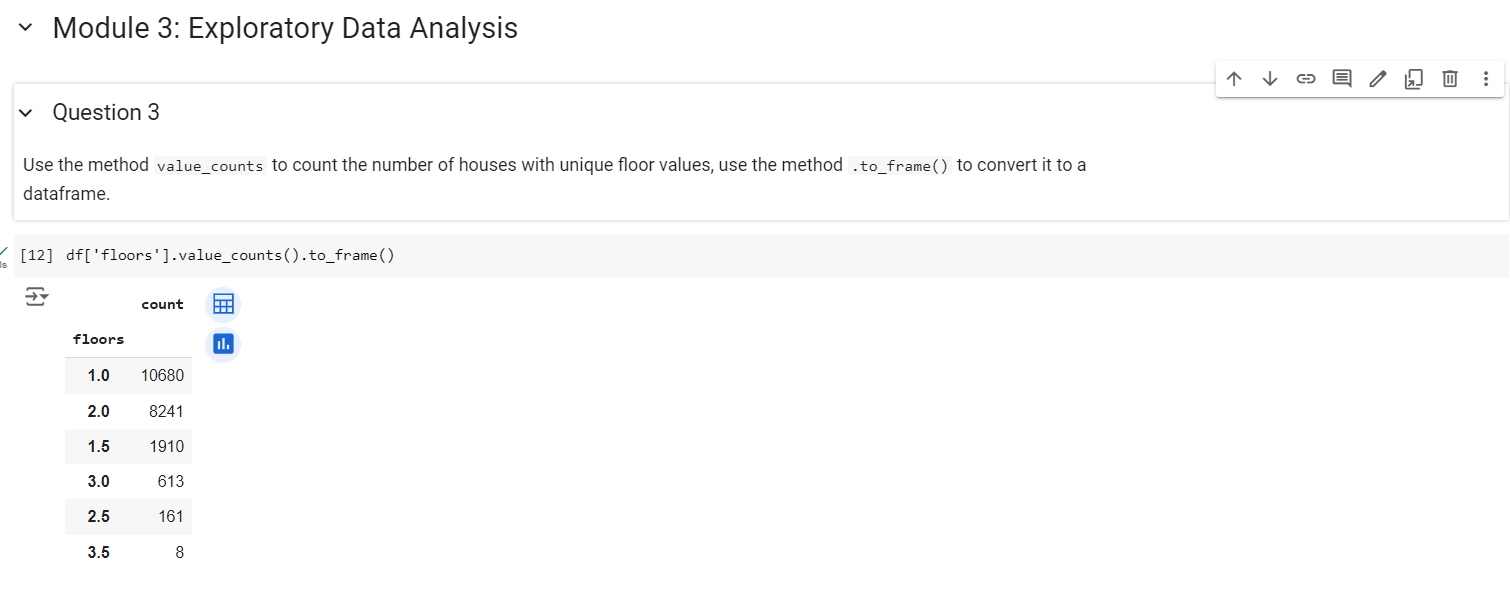 Module 3: Exploratory Data Analysis
Question 3
Use the method value_counts to count the number of houses with unique floor values, use the method .to_frame() to convert it to a
dataframe.
[12] df['floors'].value_counts().to_frame()
count
floors
1.0 10680
2.0 8241
1.5 1910
3.0 613
2.5 161
3.5 8